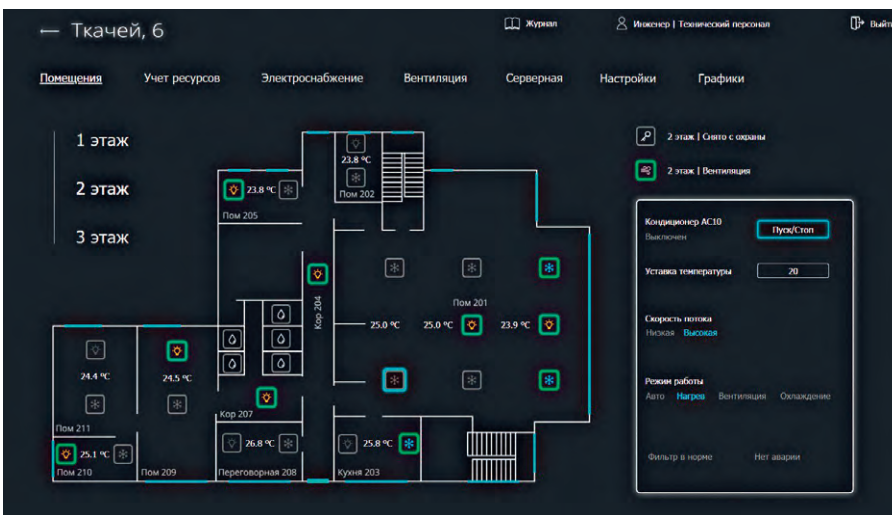 ← Ткачей, 6
Журнал
Инженер | Технический персонал
Выйти
Помещения
Учет ресурсов
Электроснабжение
Вентиляция
Серверная
Настройки
Графики
1 этаж
2 этаж
3 этаж
23.8 ℃
Пом 202
23.8 ℃
Пом 205
Кор 204
Пом 201
25.0 ℃
25.0 ℃
23.9 ℃
24.4 ℃
24.5 ℃
Пом 211
Кор 207
25.1 ℃
26.8 ℃
25.8 ℃
Пом 210
Пом 209
Переговорная 208
Кухня 203
2 этаж | Снято с охраны
2 этаж | Вентиляция
Кондиционер AC10
Выключен
Пуск/Стоп
Уставка температуры
20
Скорость потока
Низкая Высокая
Режим работы
Авто Нагрев Вентиляция Охлаждение
Фильтр в норме
Нет аварии